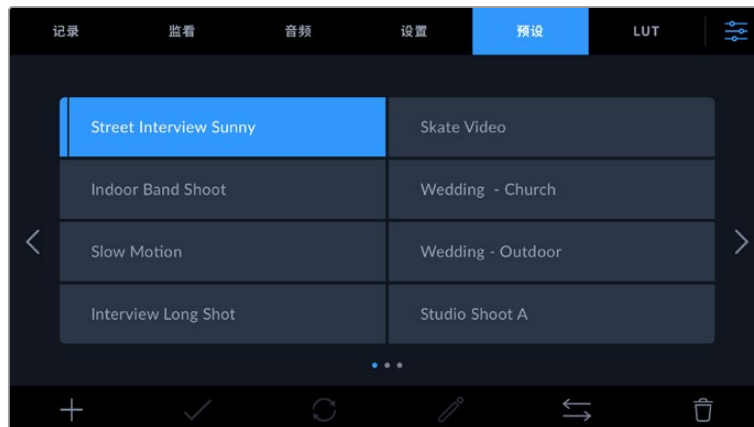 记录 监看 音频 设置 预设 LUT
Street Interview Sunny Skate Video
Indoor Band Shoot Wedding - Church
Slow Motion Wedding - Outdoor
Interview Long Shot Studio Shoot A